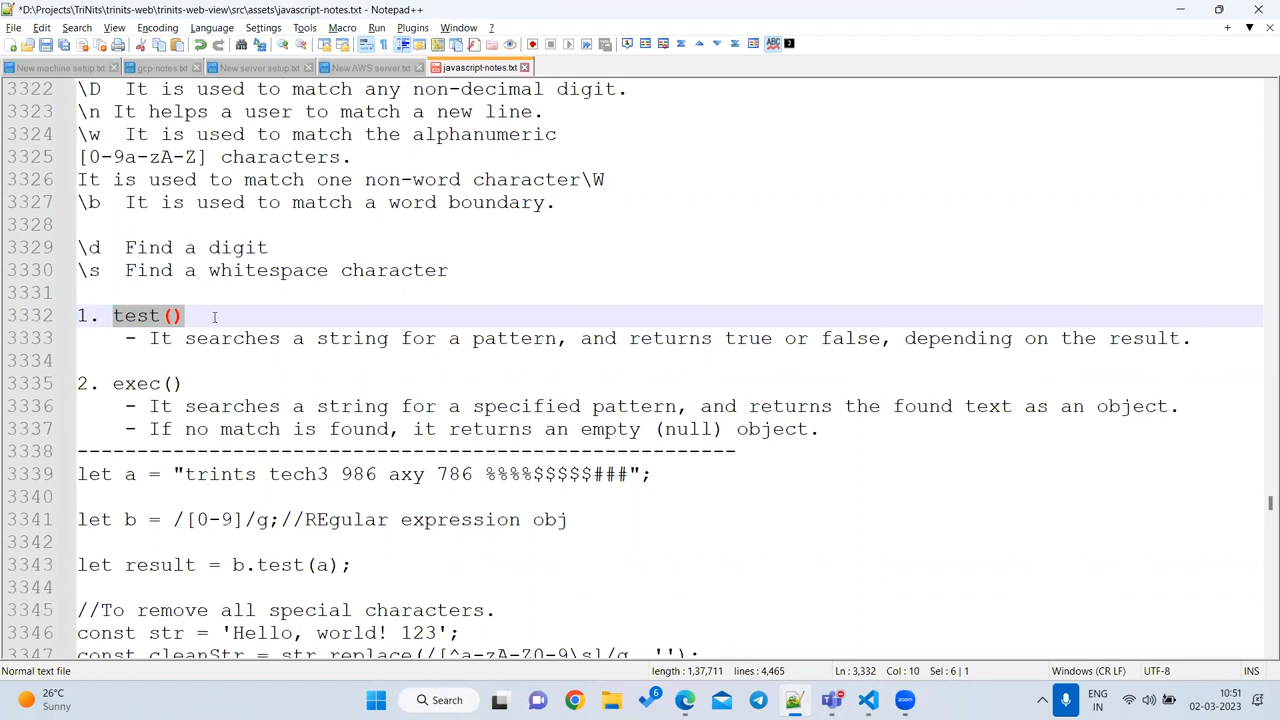 *D:\Projects\TriNits\trinits-web\trinits-web-view\src\assets\javascript-notes.txt - Notepad++
File Edit Search View Encoding Language Settings Tools Macro Run Plugins Window ?
New machine setup.txt gcp-notes.txt New server setup.txt New AWS server.txt javascript-notes.txt
3322 \D  It is used to match any non-decimal digit.
3323 \n It helps a user to match a new line.
3324 \w  It is used to match the alphanumeric
3325 [0-9a-zA-Z] characters.
3326 It is used to match one non-word character\W
3327 \b  It is used to match a word boundary.
3328
3329 \d  Find a digit
3330 \s  Find a whitespace character
3331
3332 1. test()
3333     - It searches a string for a pattern, and returns true or false, depending on the result.
3334
3335 2. exec()
3336     - It searches a string for a specified pattern, and returns the found text as an object.
3337     - If no match is found, it returns an empty (null) object.
3338 -------------------------------------------------------
3339 let a = "trints tech3 986 axy 786 %%%%$$$$$###";
3340
3341 let b = /[0-9]/g;//REgular expression obj
3342
3343 let result = b.test(a);
3344
3345 //To remove all special characters.
3346 const str = 'Hello, world! 123';
3347 const cleanStr = str.replace(/[^a-zA-Z0-9\s]/g, '');
Normal text file length : 1,37,711 lines : 4,465 Ln : 3,332 Col : 10 Sel : 6 | 1 Windows (CR LF) UTF-8 INS
26°C
Sunny
Search
6
ENG
IN
10:51
02-03-2023